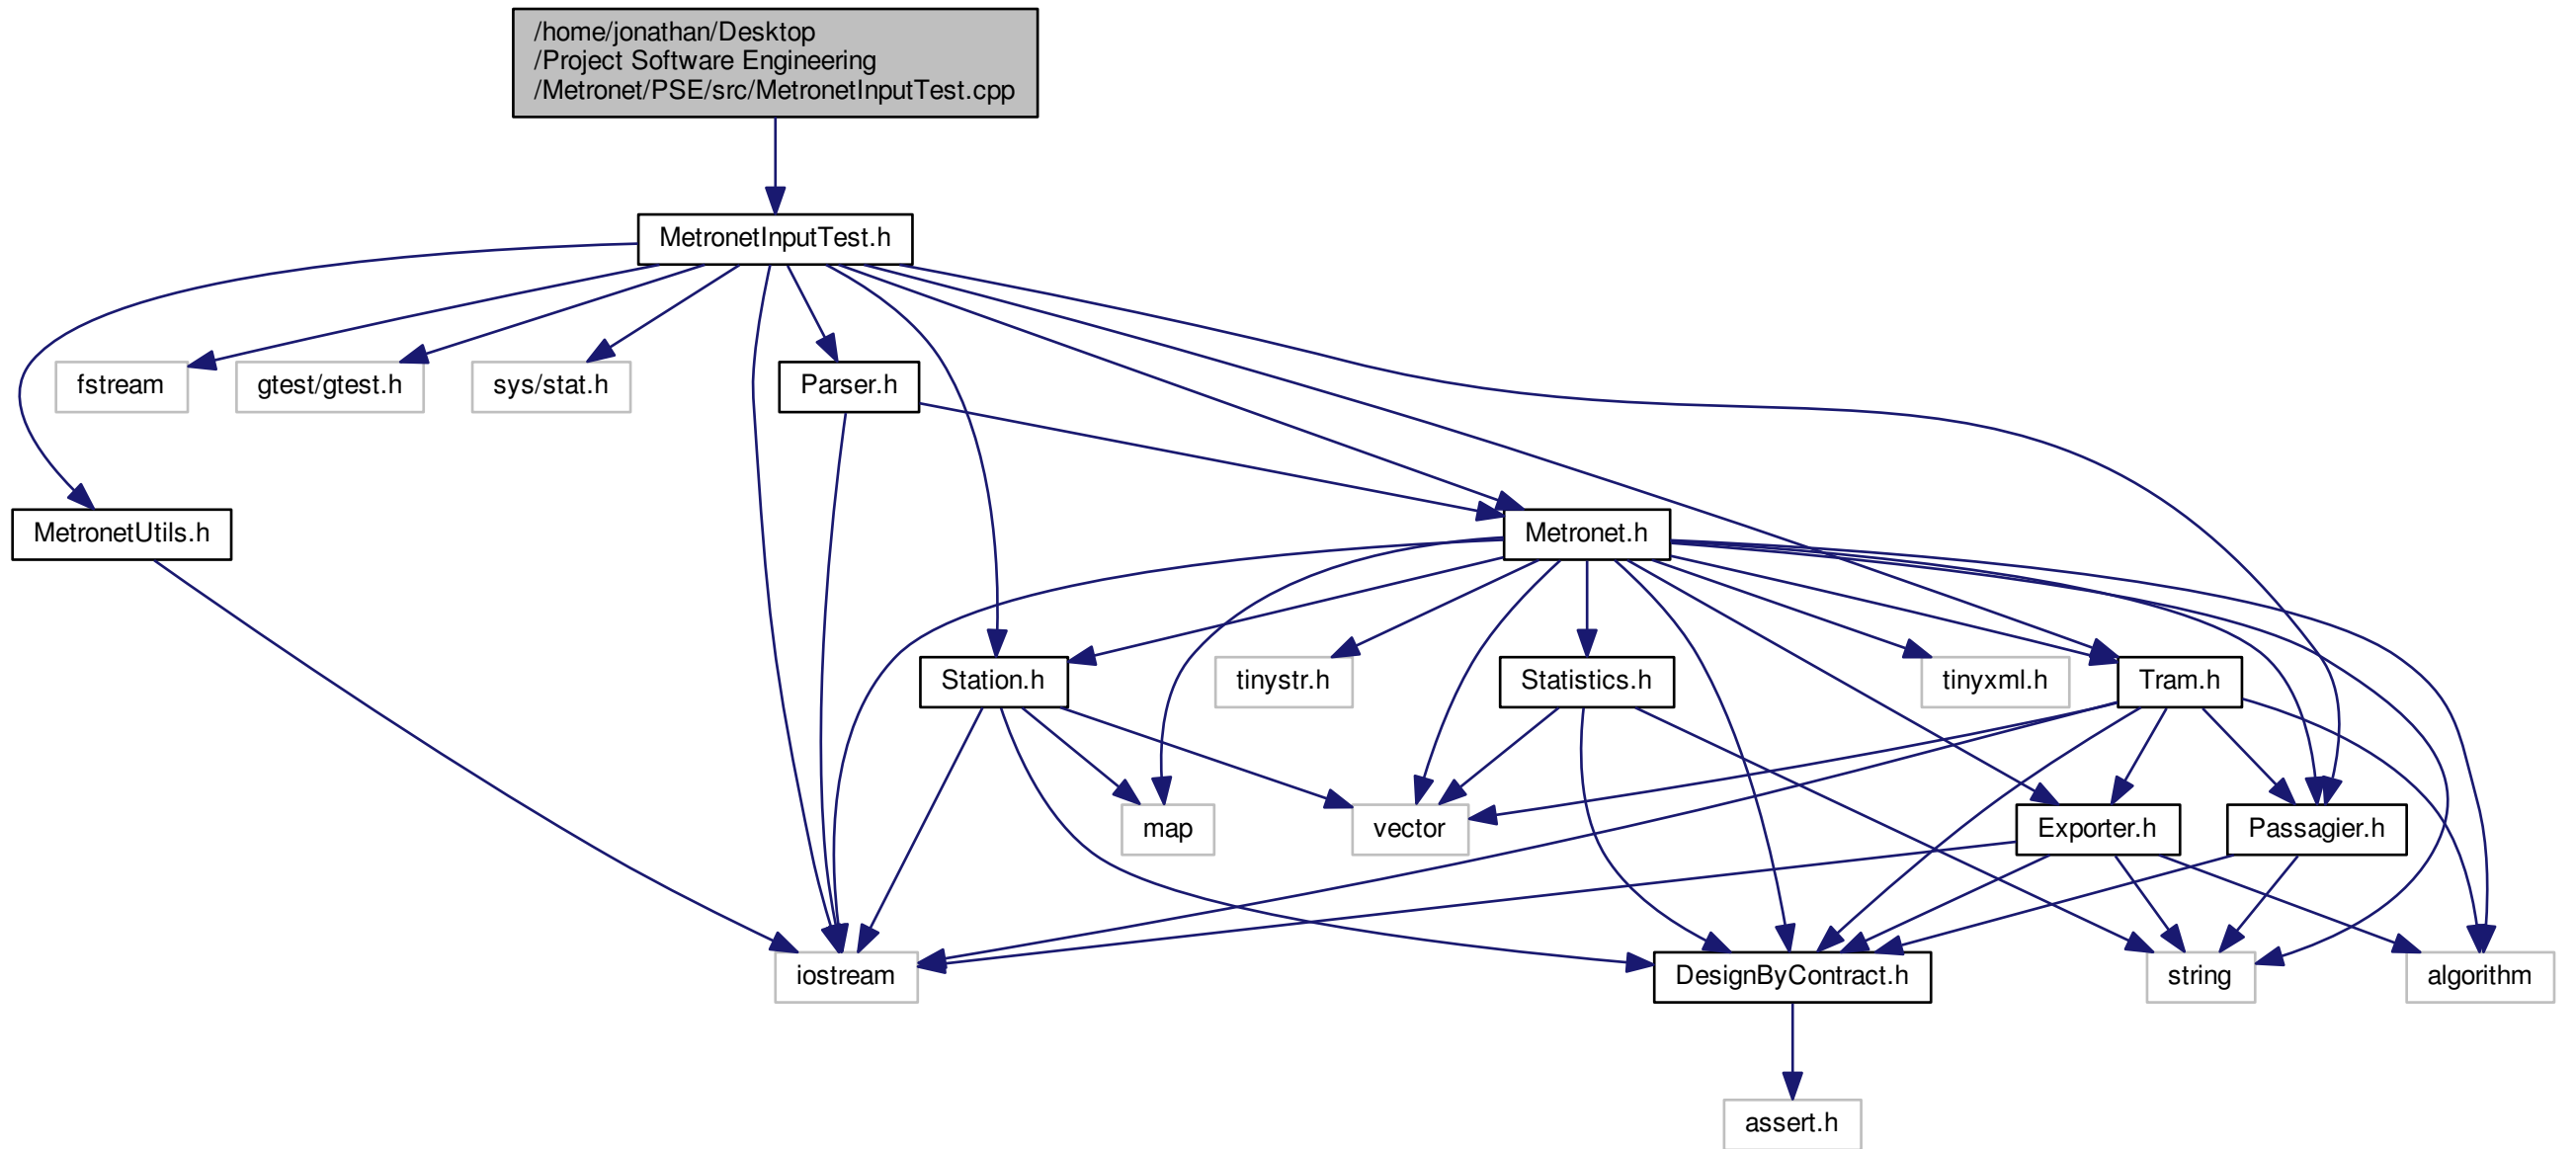 /home/jonathan/Desktop
/Project Software Engineering
/Metronet/PSE/src/MetronetInputTest.cpp
MetronetInputTest.h
fstream
gtest/gtest.h
sys/stat.h
Parser.h
MetronetUtils.h
Metronet.h
Station.h
tinystr.h
Statistics.h
tinyxml.h
Tram.h
map
vector
Exporter.h
Passagier.h
iostream
DesignByContract.h
string
algorithm
assert.h